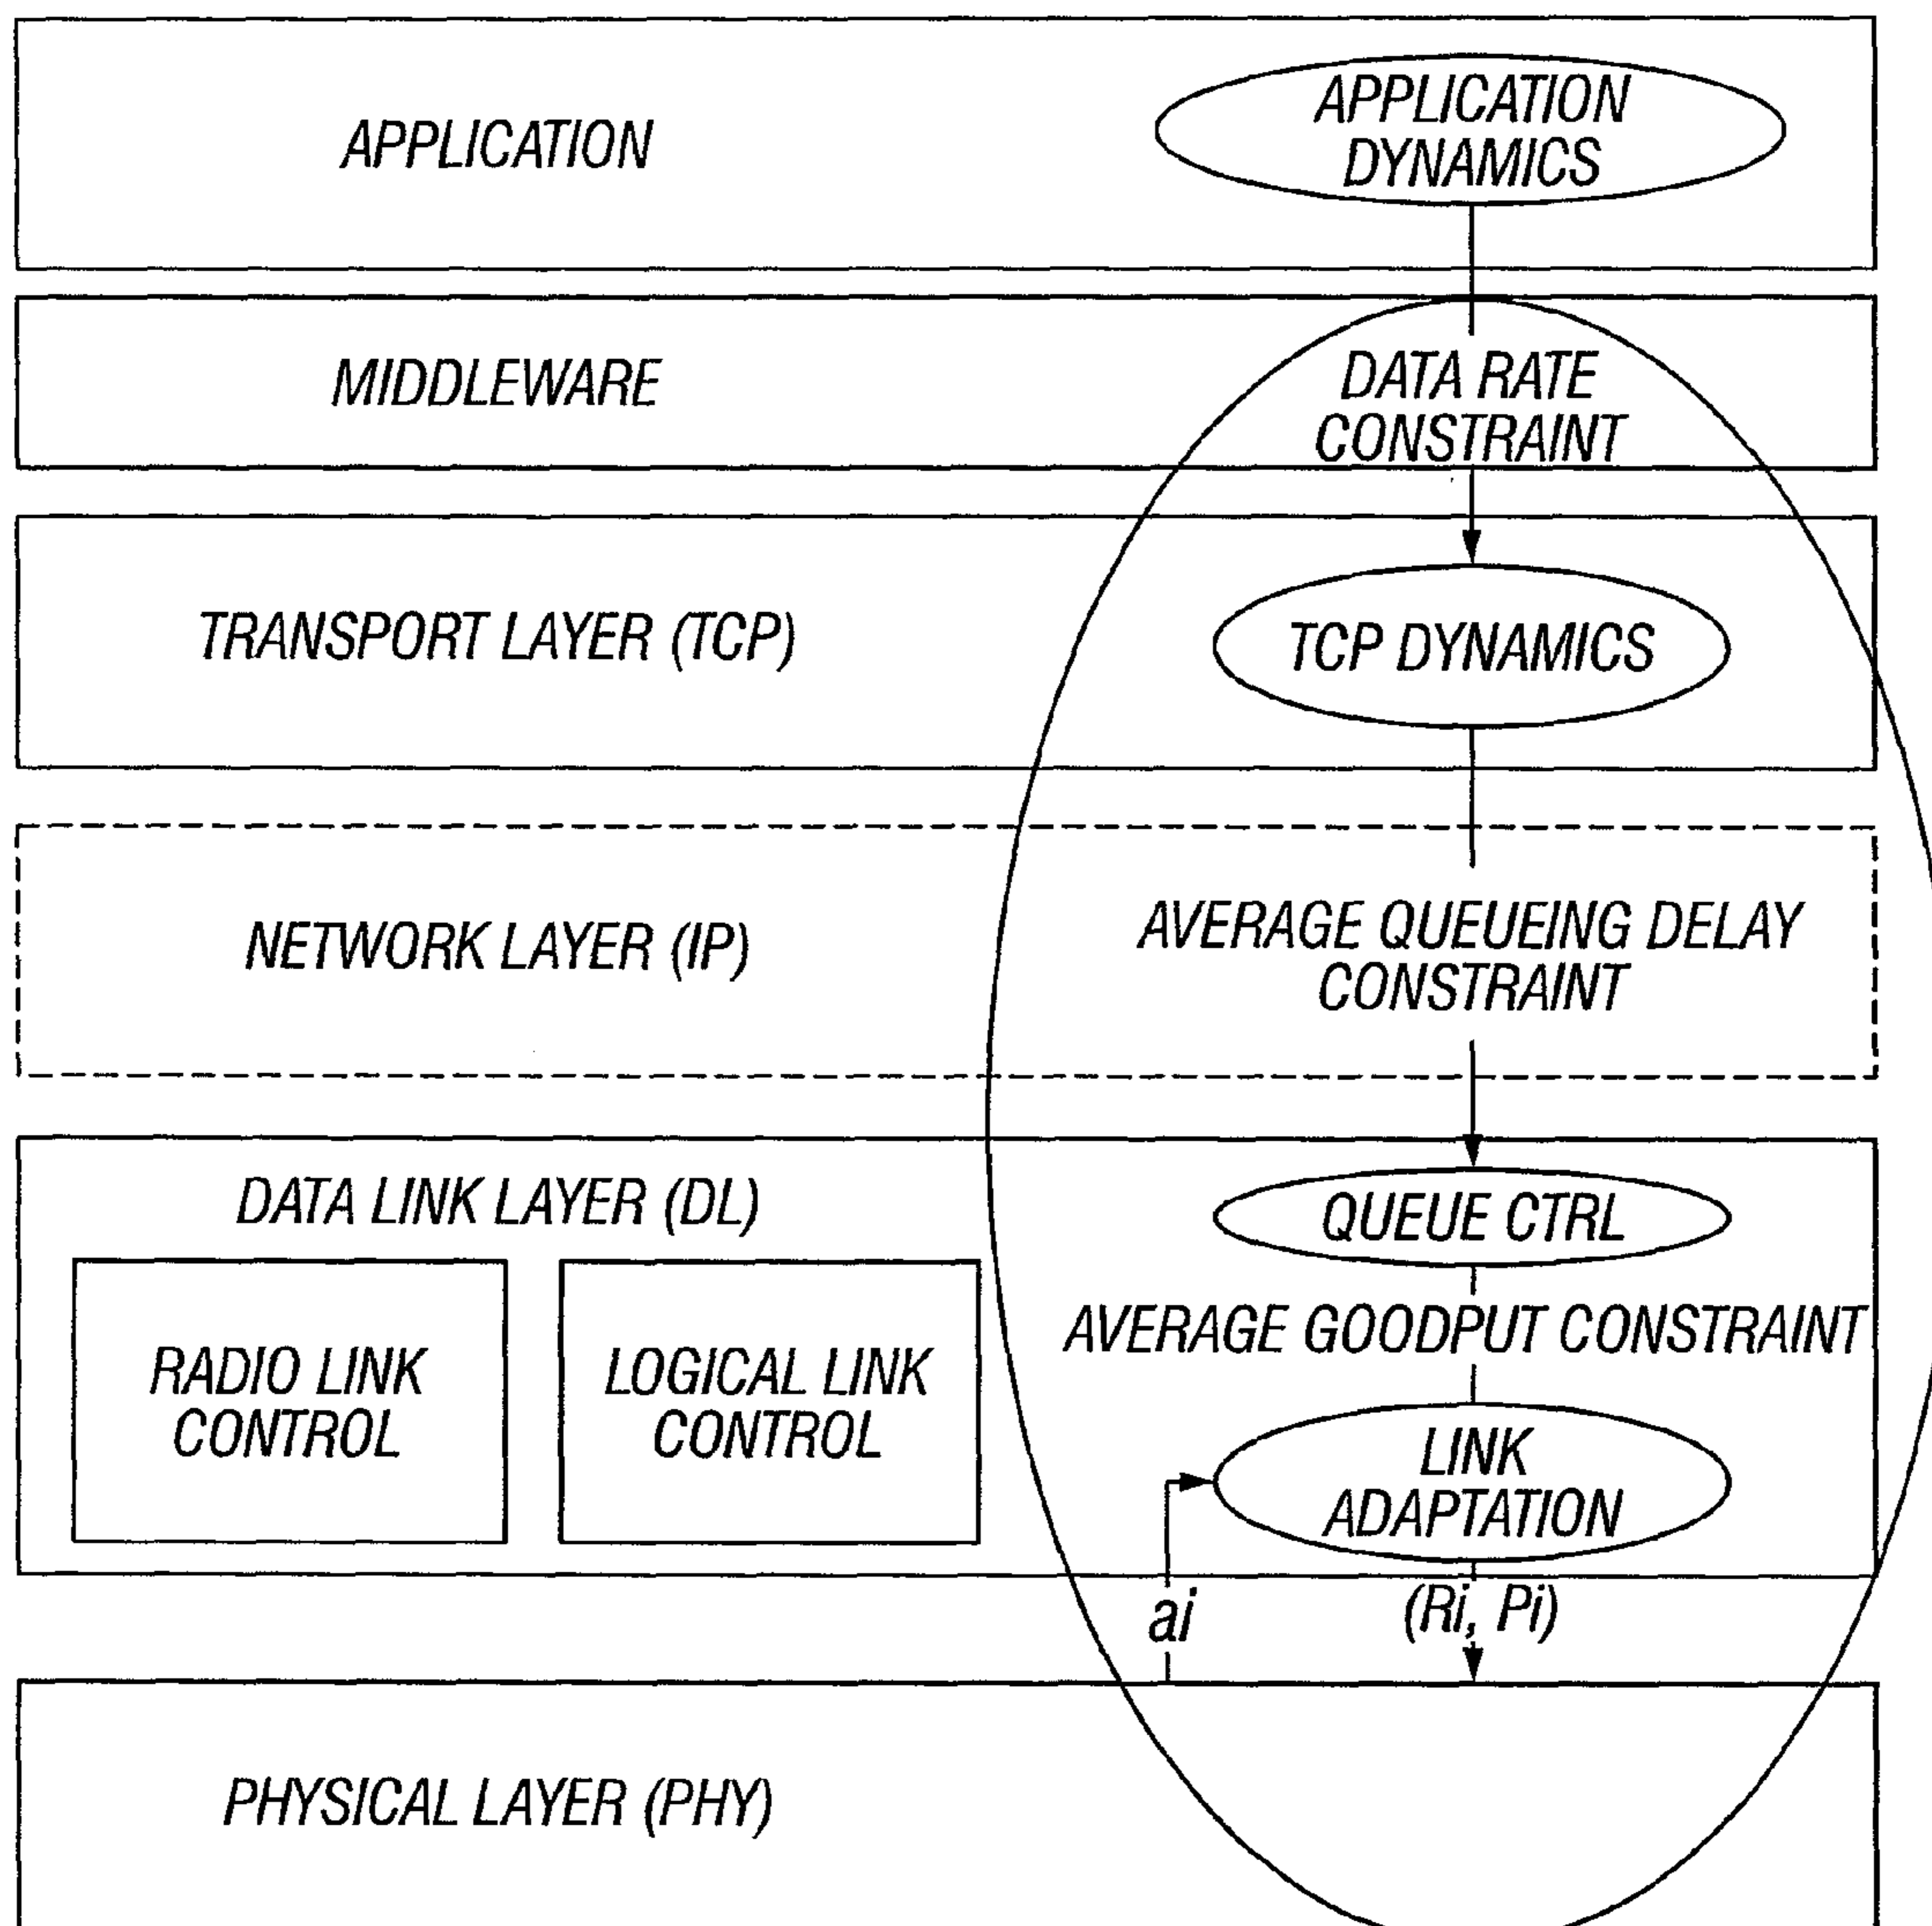 APPLICATION
APPLICATION
DYNAMICS
MIDDLEWARE
DATA RATE
CONSTRAINT
TRANSPORT LAYER (TCP)
TCP DYNAMICS
NETWORK LAYER (IP)
AVERAGE QUEUEING DELAY
CONSTRAINT
DATA LINK LAYER (DL)
RADIO LINK
CONTROL
LOGICAL LINK
CONTROL
QUEUE CTRL
AVERAGE GOODPUT CONSTRAINT
LINK
ADAPTATION
ai
(Ri, Pi)
PHYSICAL LAYER (PHY)